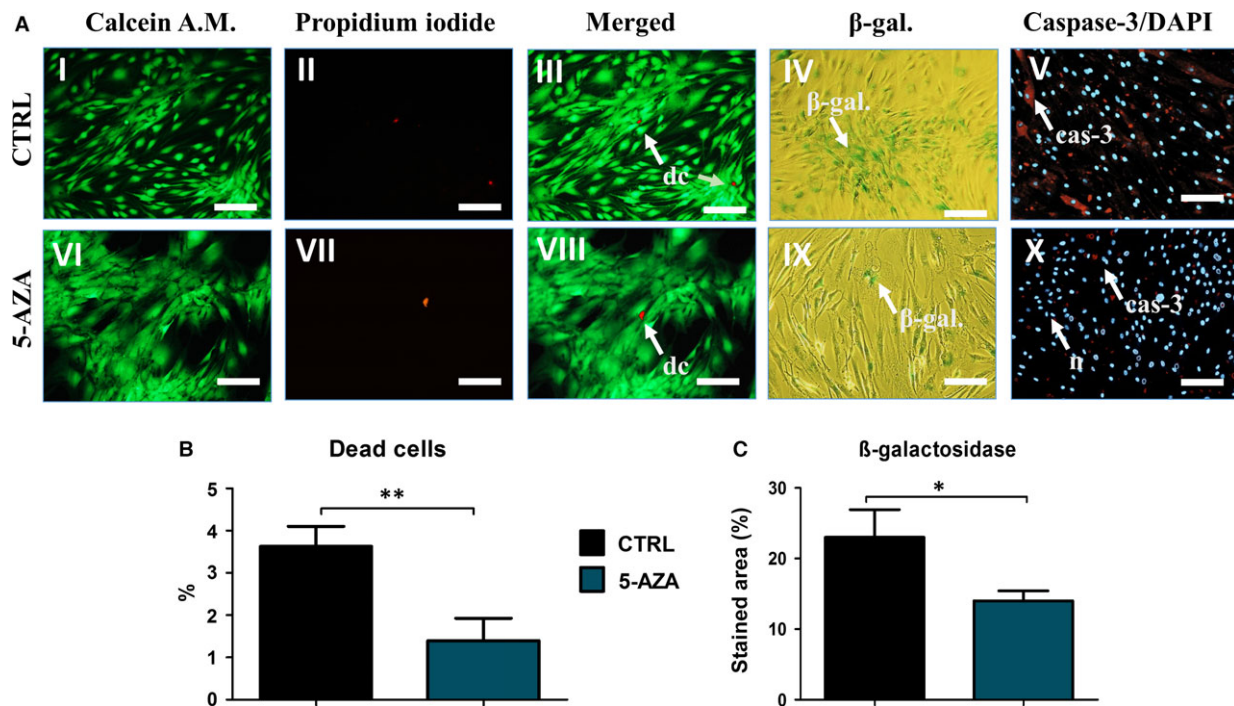 A
Calcein A.M. Propidium iodide Merged β-gal. Caspase-3/DAPI
CTRL
I II III IV V
dc
β-gal.
cas-3
5-AZA
VI VII VIII IX X
dc
β-gal.
cas-3
n
B Dead cells
%
5
4
3
2
1
0
**
CTRL
5-AZA
C ß-galactosidase
Stained area (%)
30
20
10
0
*